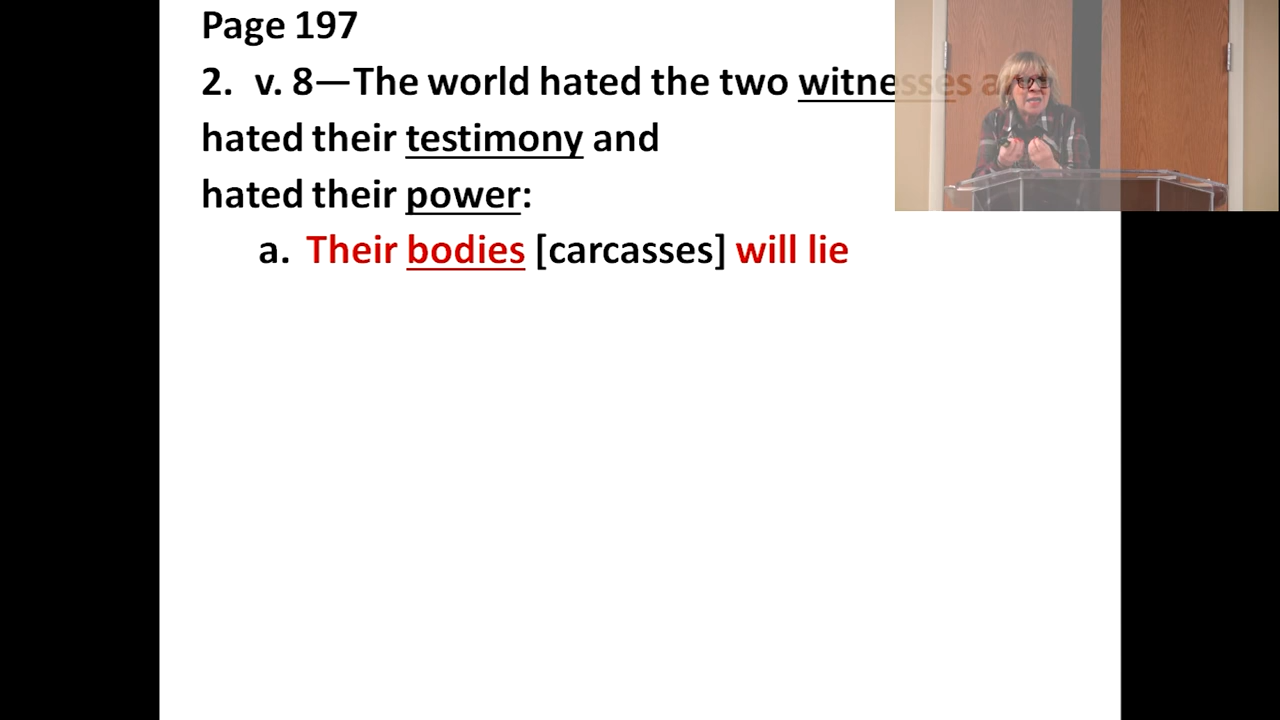 Page 197
2. v. 8—The world hated the two witnesses
hated their testimony and
hated their power:
a. Their bodies [carcasses] will lie